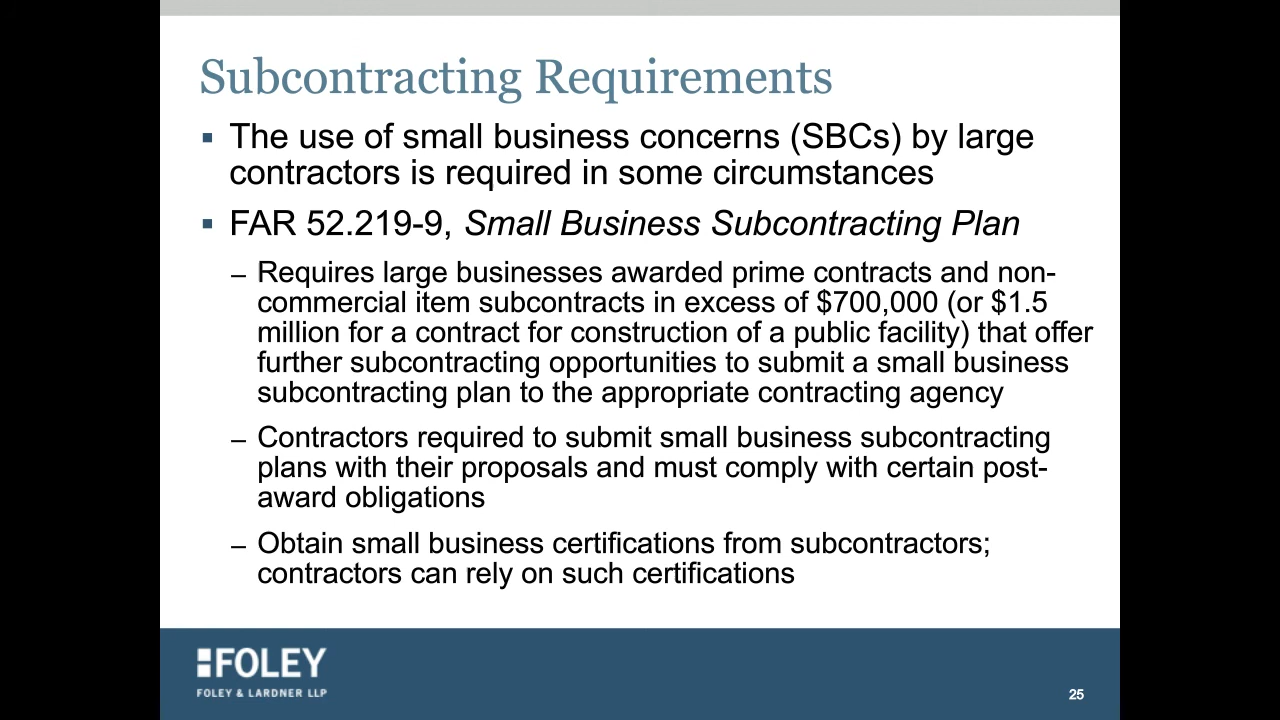 Subcontracting Requirements
▪ The use of small business concerns (SBCs) by large
contractors is required in some circumstances
▪ FAR 52.219-9, Small Business Subcontracting Plan
– Requires large businesses awarded prime contracts and non-
commercial item subcontracts in excess of $700,000 (or $1.5
million for a contract for construction of a public facility) that offer
further subcontracting opportunities to submit a small business
subcontracting plan to the appropriate contracting agency
– Contractors required to submit small business subcontracting
plans with their proposals and must comply with certain post-
award obligations
– Obtain small business certifications from subcontractors;
contractors can rely on such certifications
FOLEY
FOLEY & LARDNER LLP
25